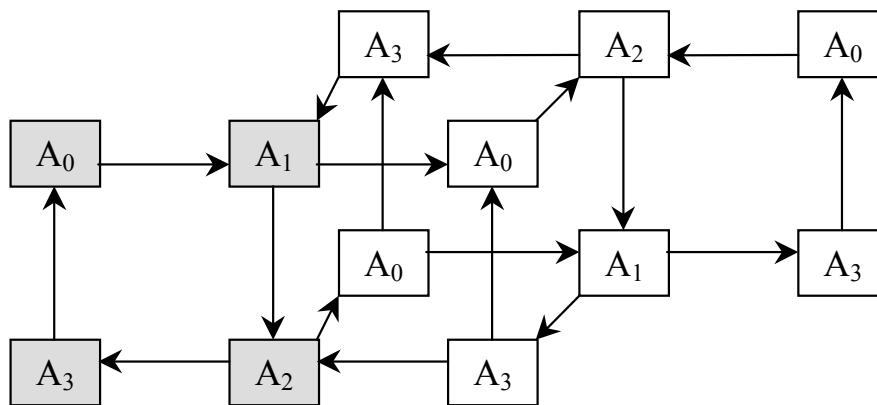 A₃ A₂ A₀
A₀ A₁ A₀
A₀ A₁ A₃
A₃ A₂ A₃